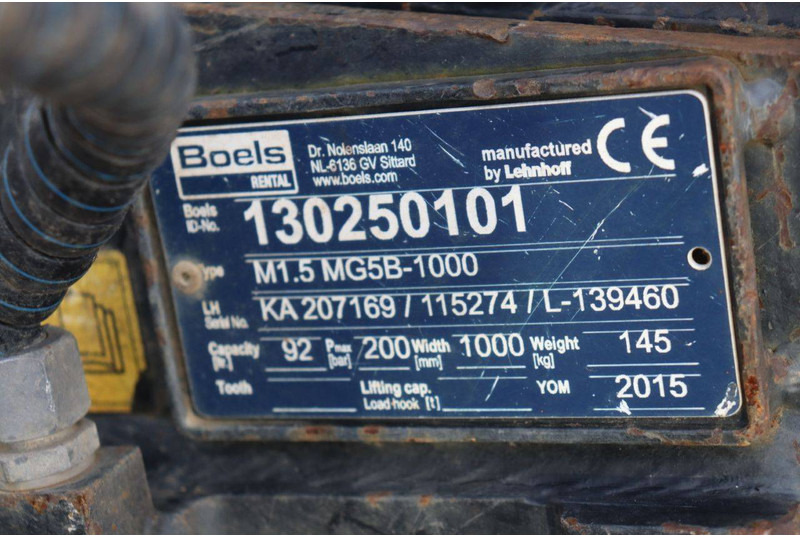 Boels
RENTAL
Dr. Nolenslaan 140
NL-6136 GV Sittard
www.boels.com
manufactured
by Lehnhoff
CE
Boels
ID-No. 130250101
Type M1.5 MG5B-1000
LH
Serial No. KA 207169 / 115274 / L-139460
Capacity [ltr.] 92 Pmax [bar] 200 Width [mm] 1000 Weight [kg] 145
Tooth Lifting cap. Load-hook [t] YOM 2015